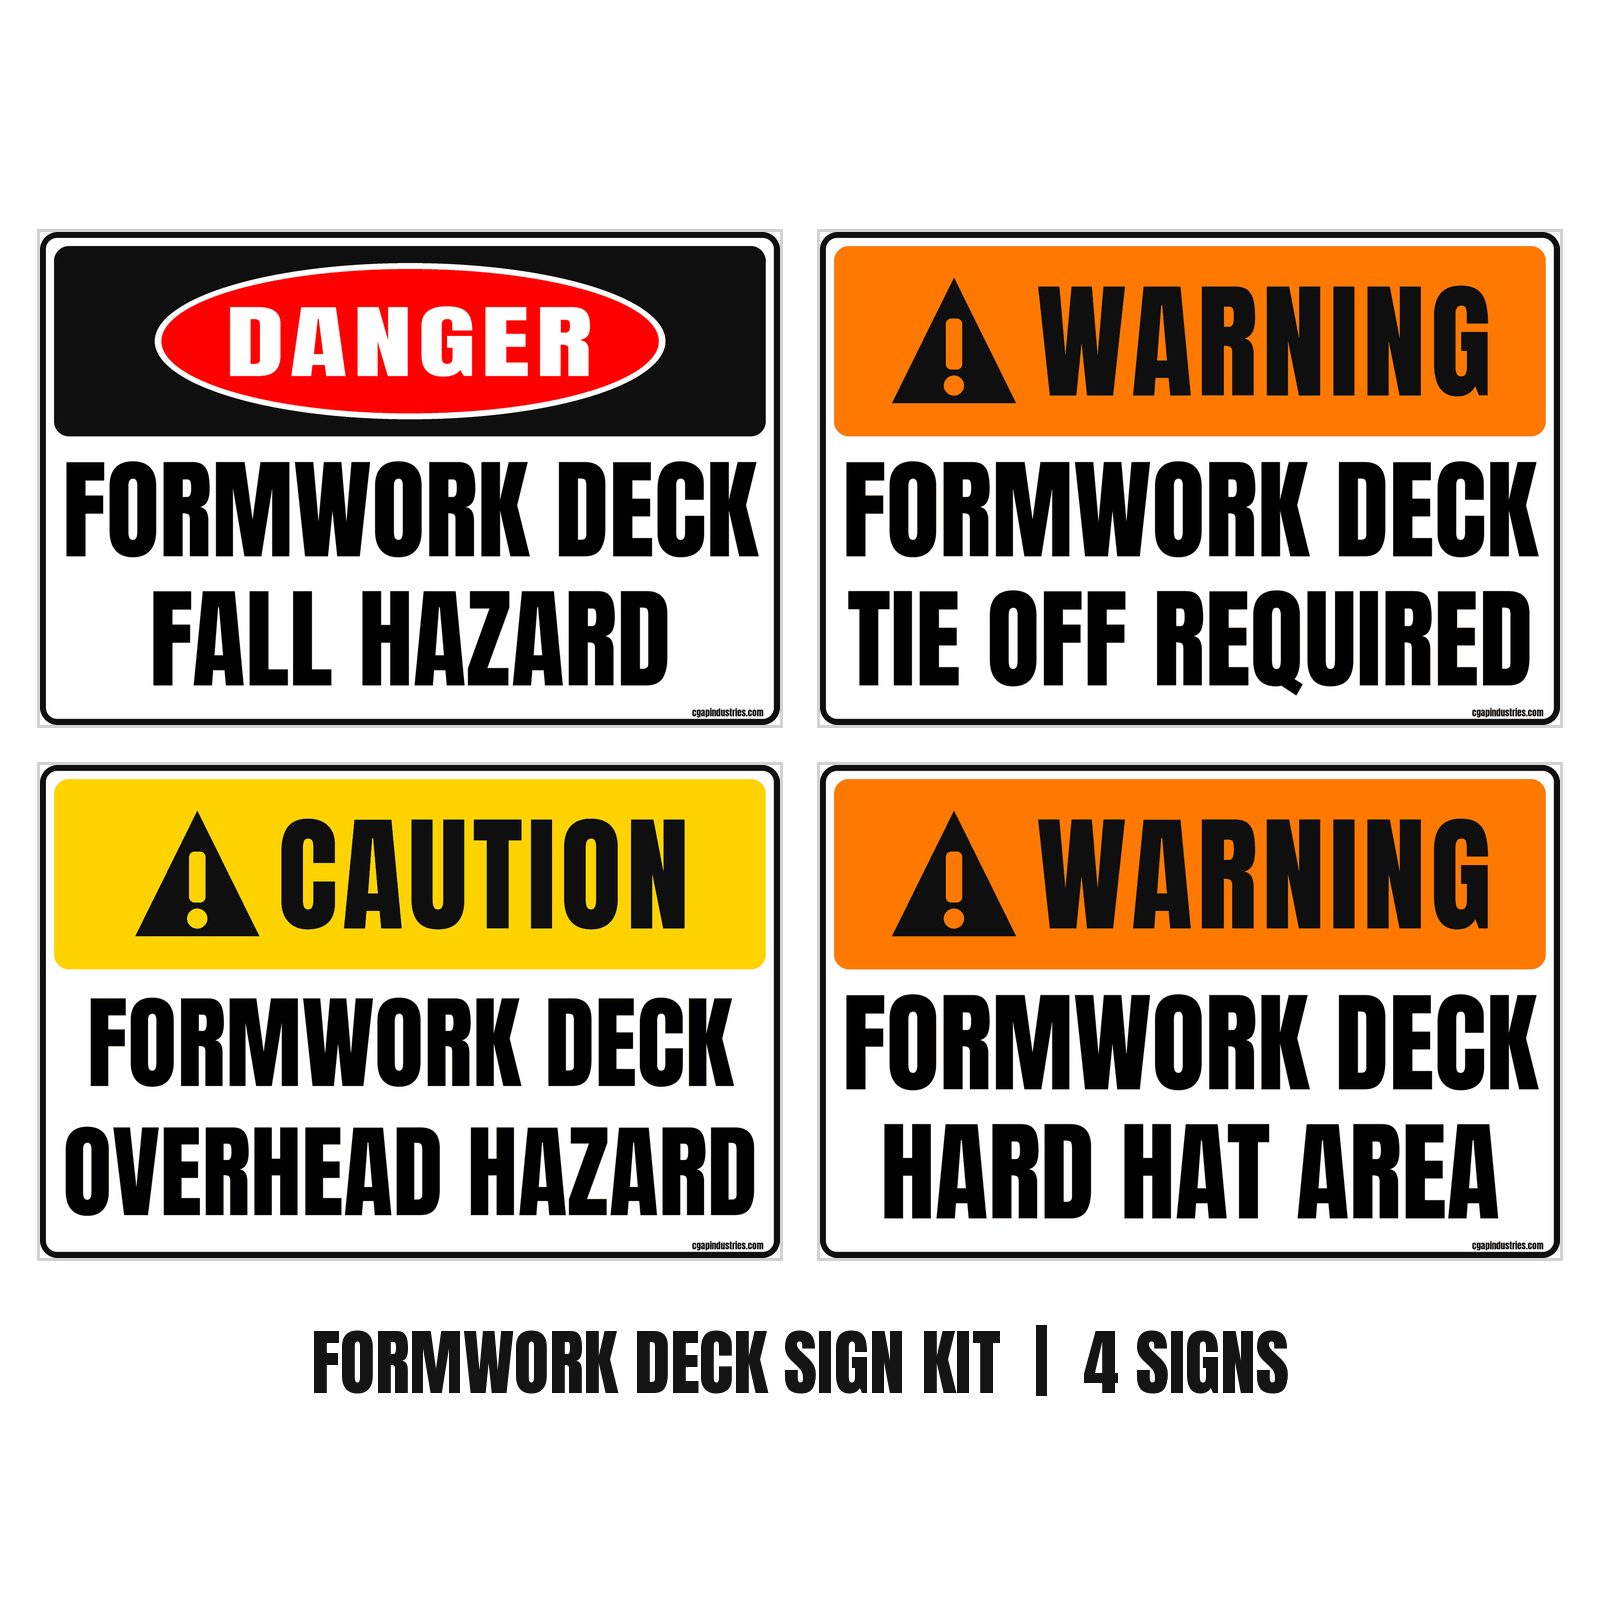 DANGER
FORMWORK DECK
FALL HAZARD
cgapindustries.com
WARNING
FORMWORK DECK
TIE OFF REQUIRED
cgapindustries.com
CAUTION
FORMWORK DECK
OVERHEAD HAZARD
cgapindustries.com
WARNING
FORMWORK DECK
HARD HAT AREA
cgapindustries.com
FORMWORK DECK SIGN KIT | 4 SIGNS